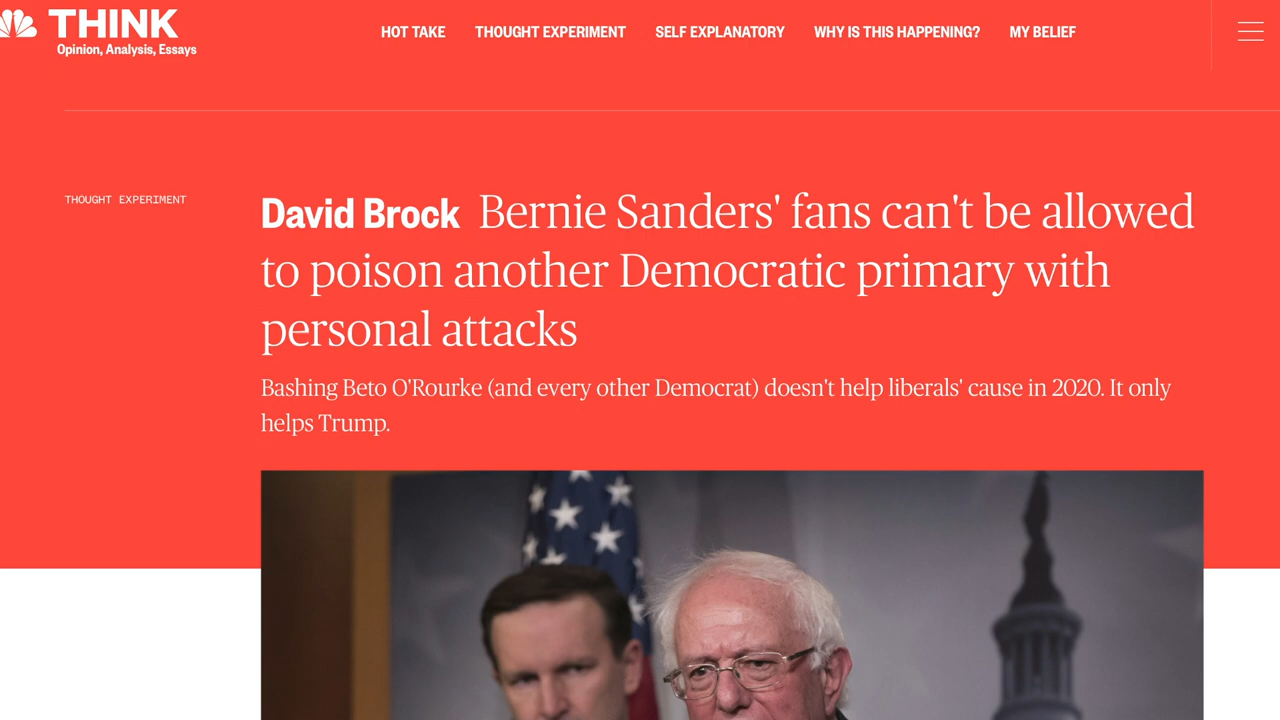 THINK
Opinion, Analysis, Essays
HOT TAKE THOUGHT EXPERIMENT SELF EXPLANATORY WHY IS THIS HAPPENING? MY BELIEF
THOUGHT EXPERIMENT
David Brock Bernie Sanders' fans can't be allowed
to poison another Democratic primary with
personal attacks
Bashing Beto O'Rourke (and every other Democrat) doesn't help liberals' cause in 2020. It only
helps Trump.